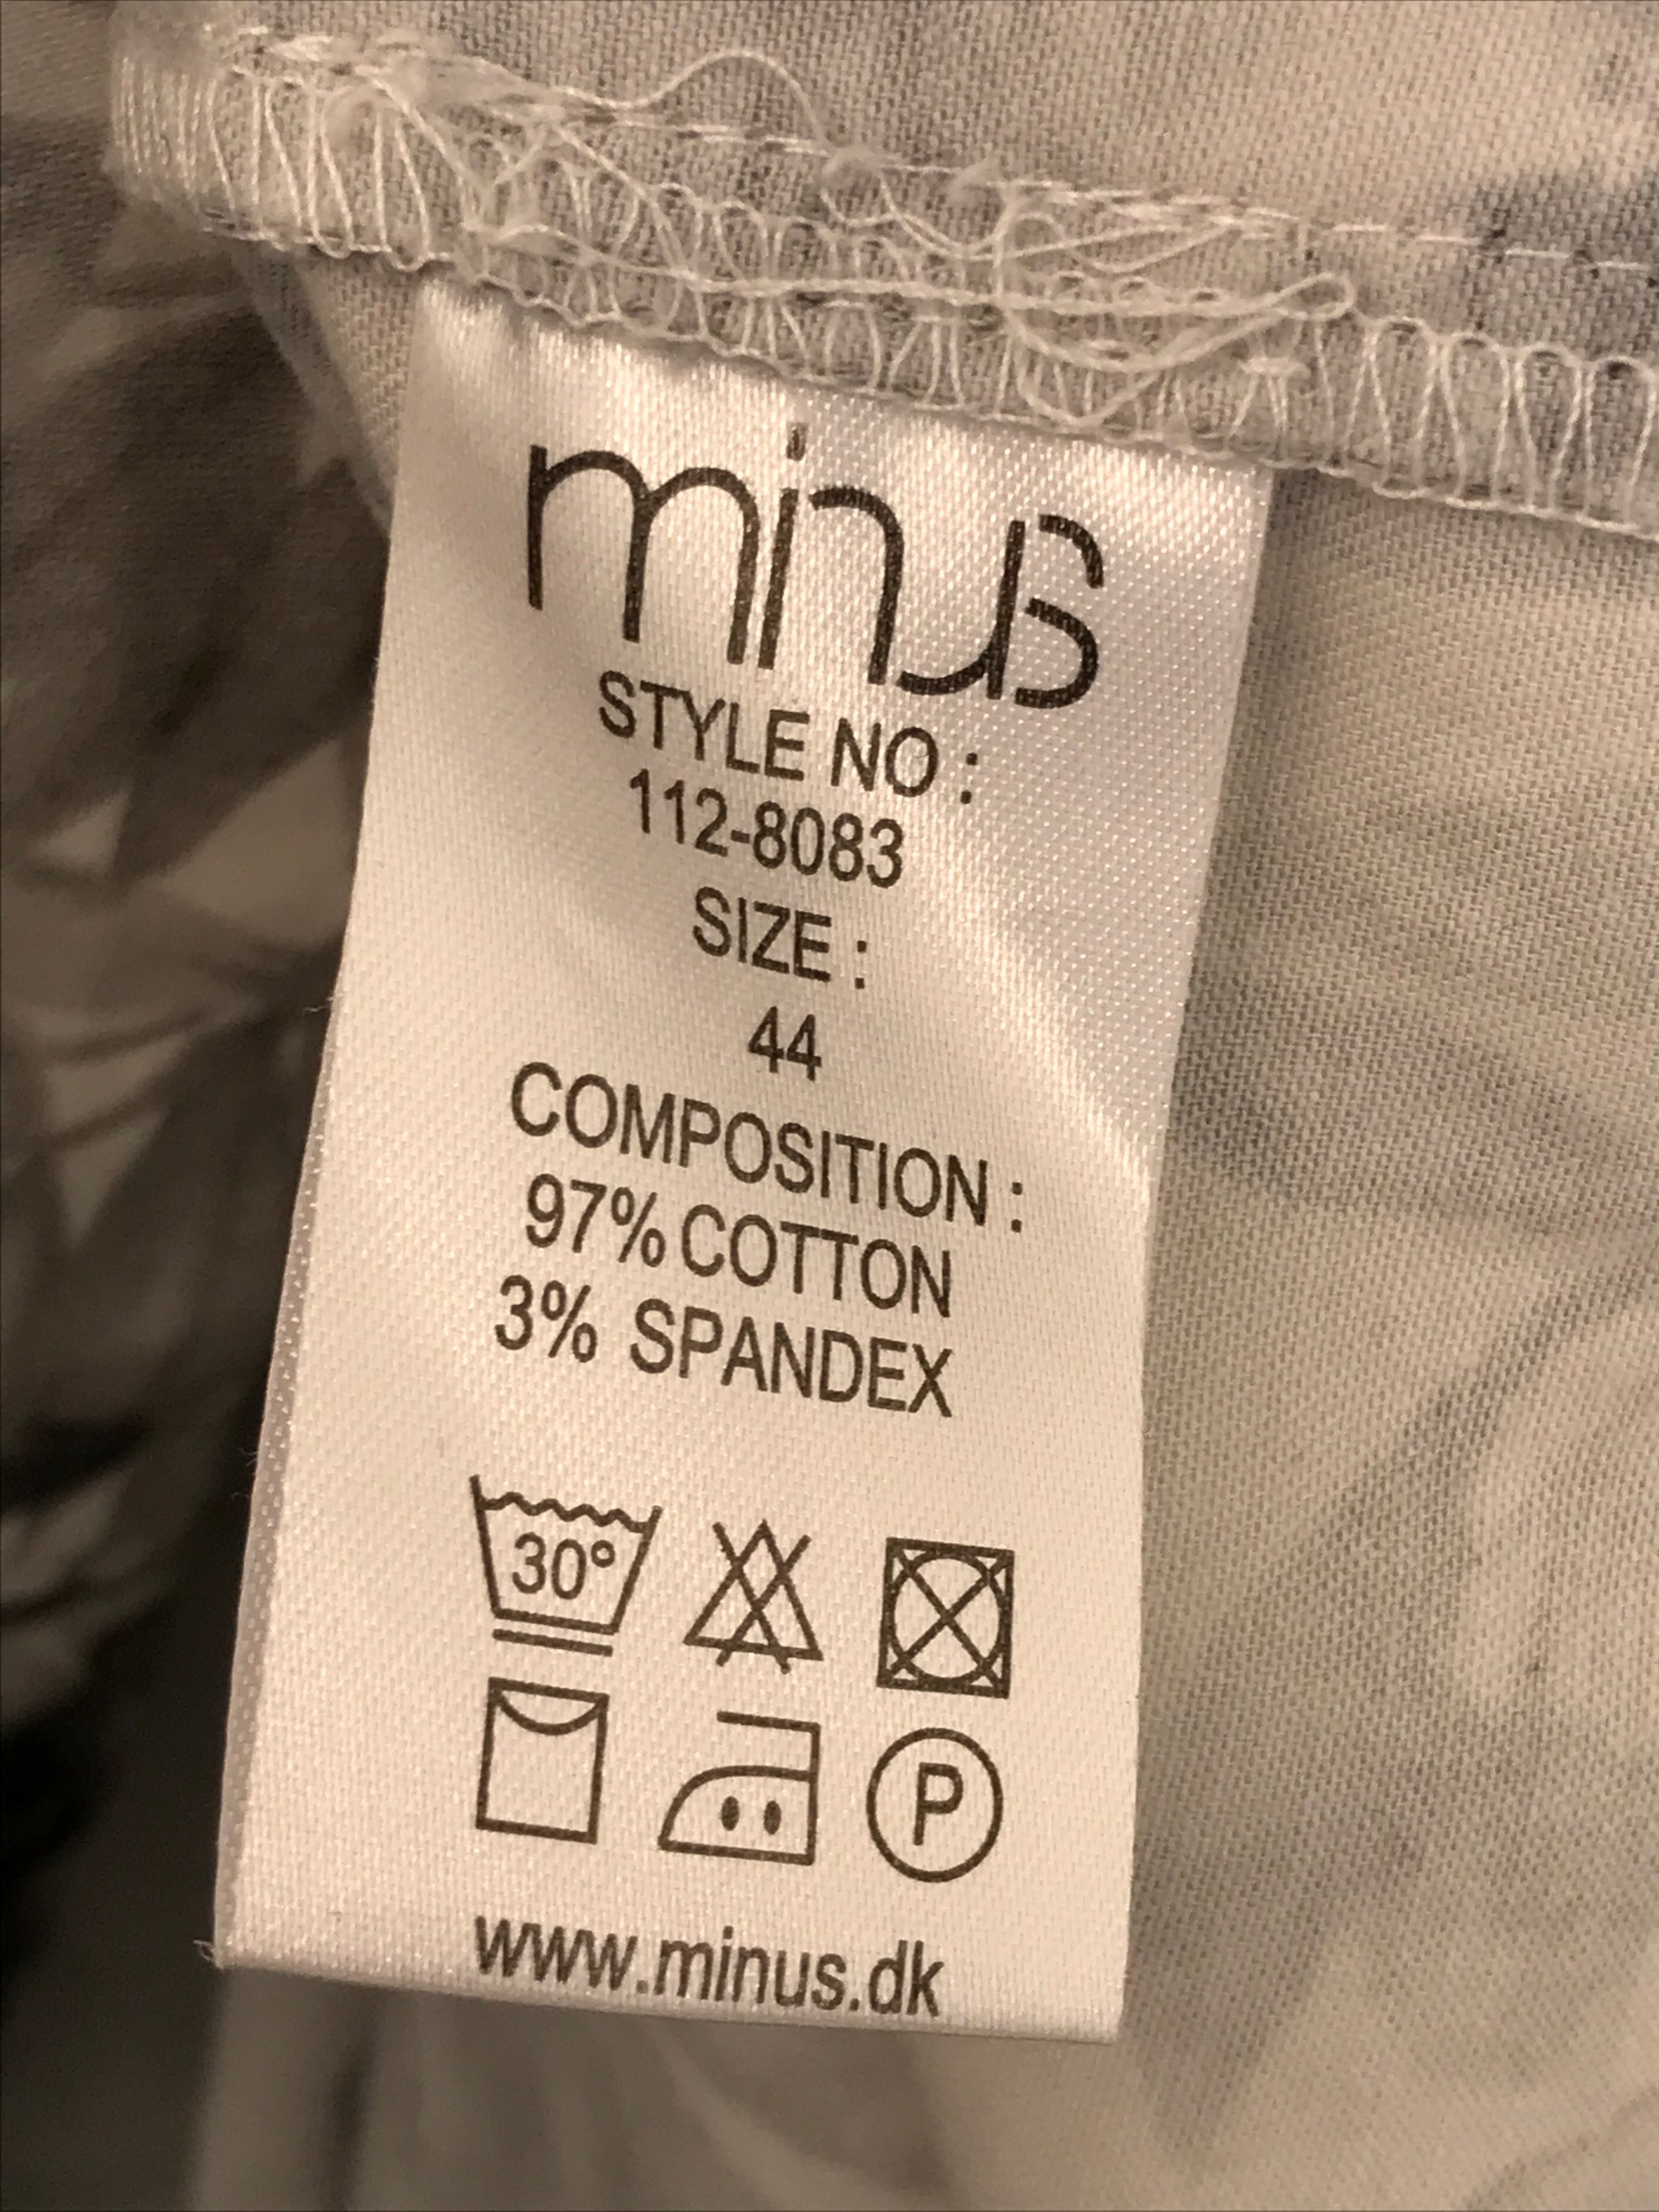 minus
STYLE NO :
112-8083
SIZE :
44
COMPOSITION :
97% COTTON
3% SPANDEX
30°
P
www.minus.dk